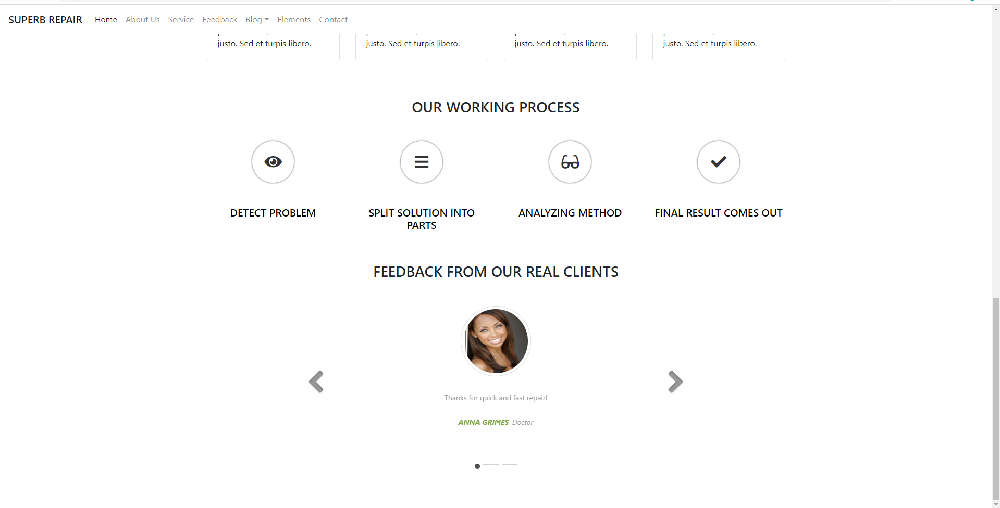 SUPERB REPAIR Home About Us Service Feedback Blog Elements Contact
justo. Sed et turpis libero. justo. Sed et turpis libero. justo. Sed et turpis libero. justo. Sed et turpis libero.
OUR WORKING PROCESS
DETECT PROBLEM
SPLIT SOLUTION INTO
PARTS
ANALYZING METHOD
FINAL RESULT COMES OUT
FEEDBACK FROM OUR REAL CLIENTS
Thanks for quick and fast repair!
ANNA GRIMES, Doctor